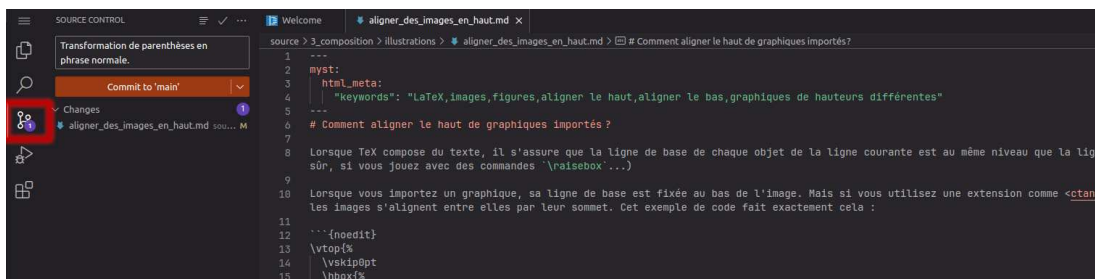 SOURCE CONTROL
Transformation de parenthèses en
phrase normale.
Commit to 'main'
Changes
1
aligner_des_images_en_haut.md sou... M
1
Welcome
aligner_des_images_en_haut.md ×
source > 3_composition > illustrations > aligner_des_images_en_haut.md > # Comment aligner le haut de graphiques importés ?
1 ---
2 myst:
3 html_meta:
4 "keywords": "LaTeX,images,figures,aligner le haut,aligner le bas,graphiques de hauteurs différentes"
5 ---
6 # Comment aligner le haut de graphiques importés ?
7
8 Lorsque TeX compose du texte, il s'assure que la ligne de base de chaque objet de la ligne courante est au même niveau que la lig
sûr, si vous jouez avec des commandes `\raisebox`...)
9
10 Lorsque vous importez un graphique, sa ligne de base est fixée au bas de l'image. Mais si vous utilisez une extension comme <ctan
les images s'alignent entre elles par leur sommet. Cet exemple de code fait exactement cela :
11
12 ```{noedit}
13 \vtop{%
14 \vskip0pt
15 \hbox{%